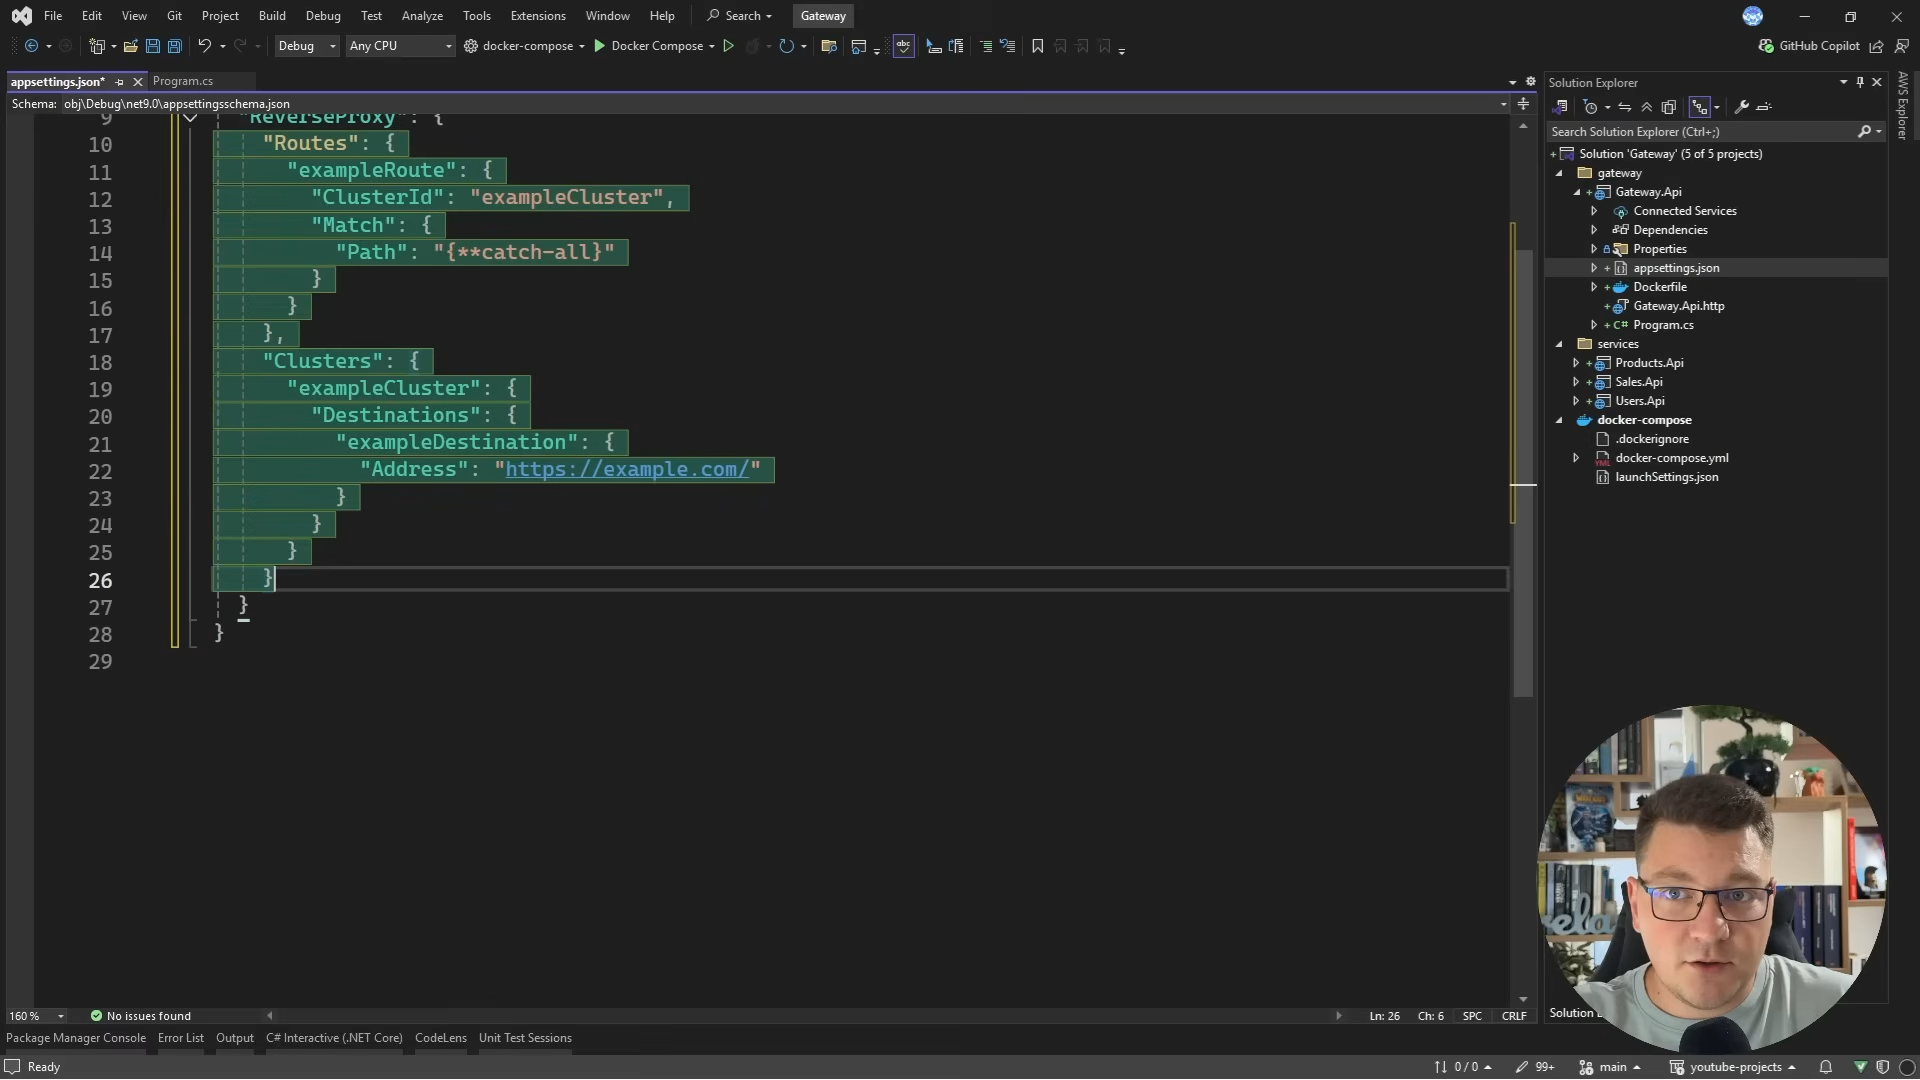 File Edit View Git Project Build Debug Test Analyze Tools Extensions Window Help Search Gateway
Debug Any CPU docker-compose Docker Compose GitHub Copilot
appsettings.json* Program.cs
Schema: obj\Debug\net9.0\appsettingsschema.json
9 "ReverseProxy": {
10 "Routes": {
11 "exampleRoute": {
12 "ClusterId": "exampleCluster",
13 "Match": {
14 "Path": "{**catch-all}"
15 }
16 }
17 },
18 "Clusters": {
19 "exampleCluster": {
20 "Destinations": {
21 "exampleDestination": {
22 "Address": "https://example.com/"
23 }
24 }
25 }
26 }
27 }
28 }
29
Solution Explorer
Search Solution Explorer (Ctrl+;)
Solution 'Gateway' (5 of 5 projects)
gateway
Gateway.Api
Connected Services
Dependencies
Properties
appsettings.json
Dockerfile
Gateway.Api.http
C# Program.cs
services
Products.Api
Sales.Api
Users.Api
docker-compose
.dockerignore
YML docker-compose.yml
launchSettings.json
AWS Explorer
160 % No issues found Ln: 26 Ch: 6 SPC CRLF
Package Manager Console Error List Output C# Interactive (.NET Core) CodeLens Unit Test Sessions
Ready 0 / 0 99+ main youtube-projects